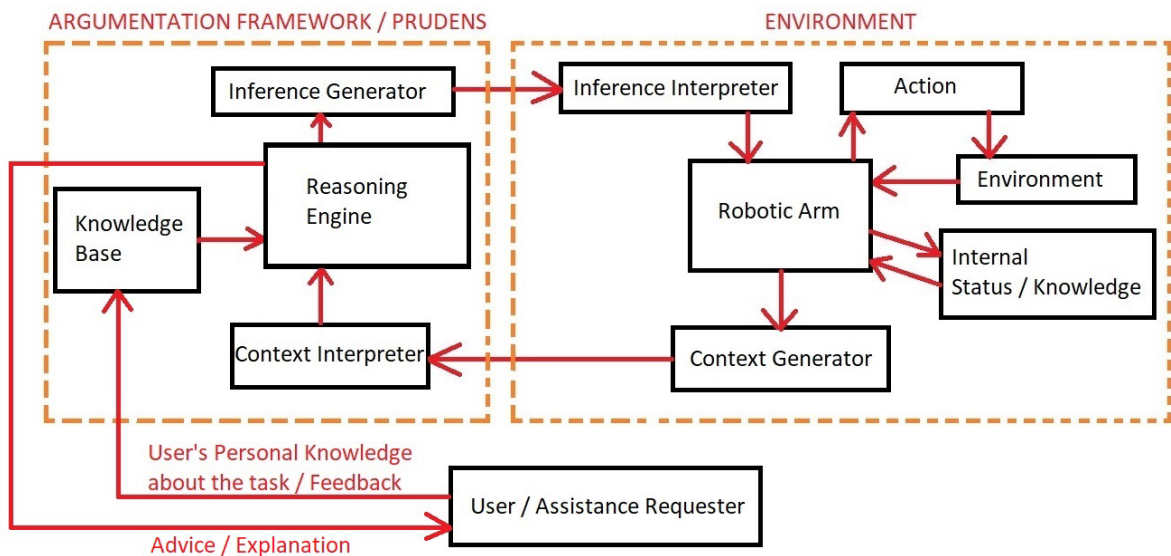 ARGUMENTATION FRAMEWORK / PRUDENS
ENVIRONMENT
Inference Generator
Inference Interpreter
Action
Reasoning
Engine
Knowledge
Base
Robotic Arm
Environment
Internal
Status / Knowledge
Context Interpreter
Context Generator
User's Personal Knowledge
about the task / Feedback
User / Assistance Requester
Advice / Explanation